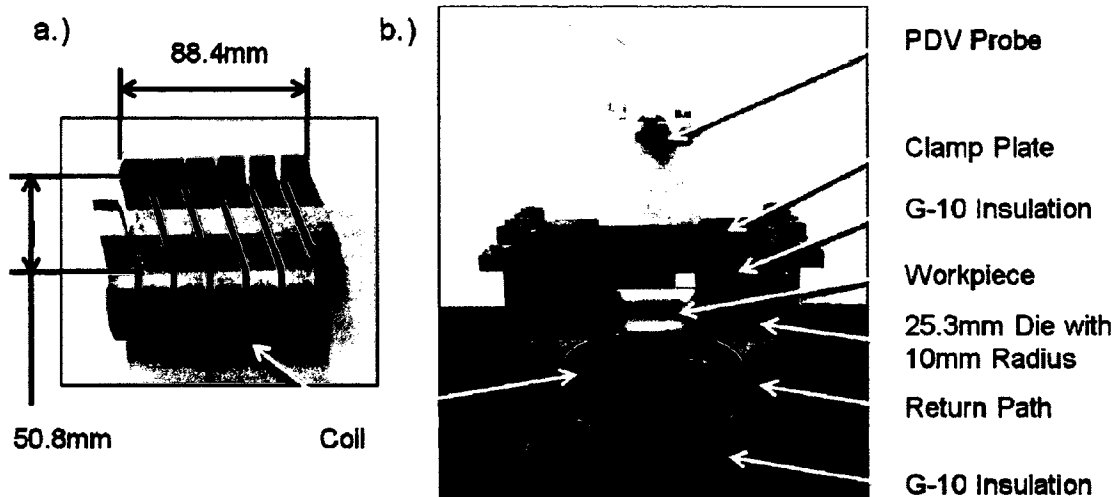 a.)
88.4mm
50.8mm
Coil
b.)
PDV Probe
Clamp Plate
G-10 Insulation
Workpiece
25.3mm Die with
10mm Radius
Return Path
G-10 Insulation